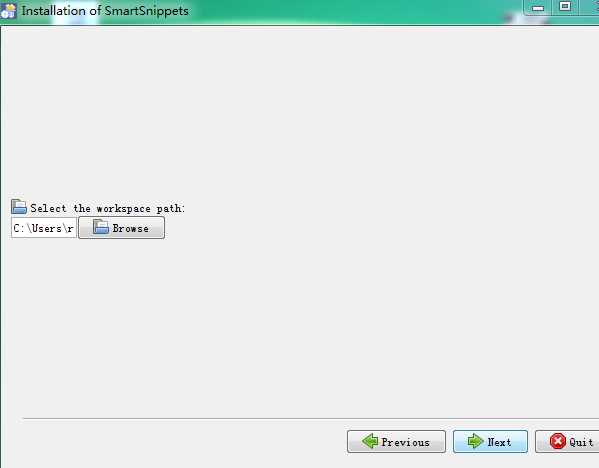 Installation of SmartSnippets
Select the workspace path:
C:\Users\r
Browse
Previous
Next
Quit